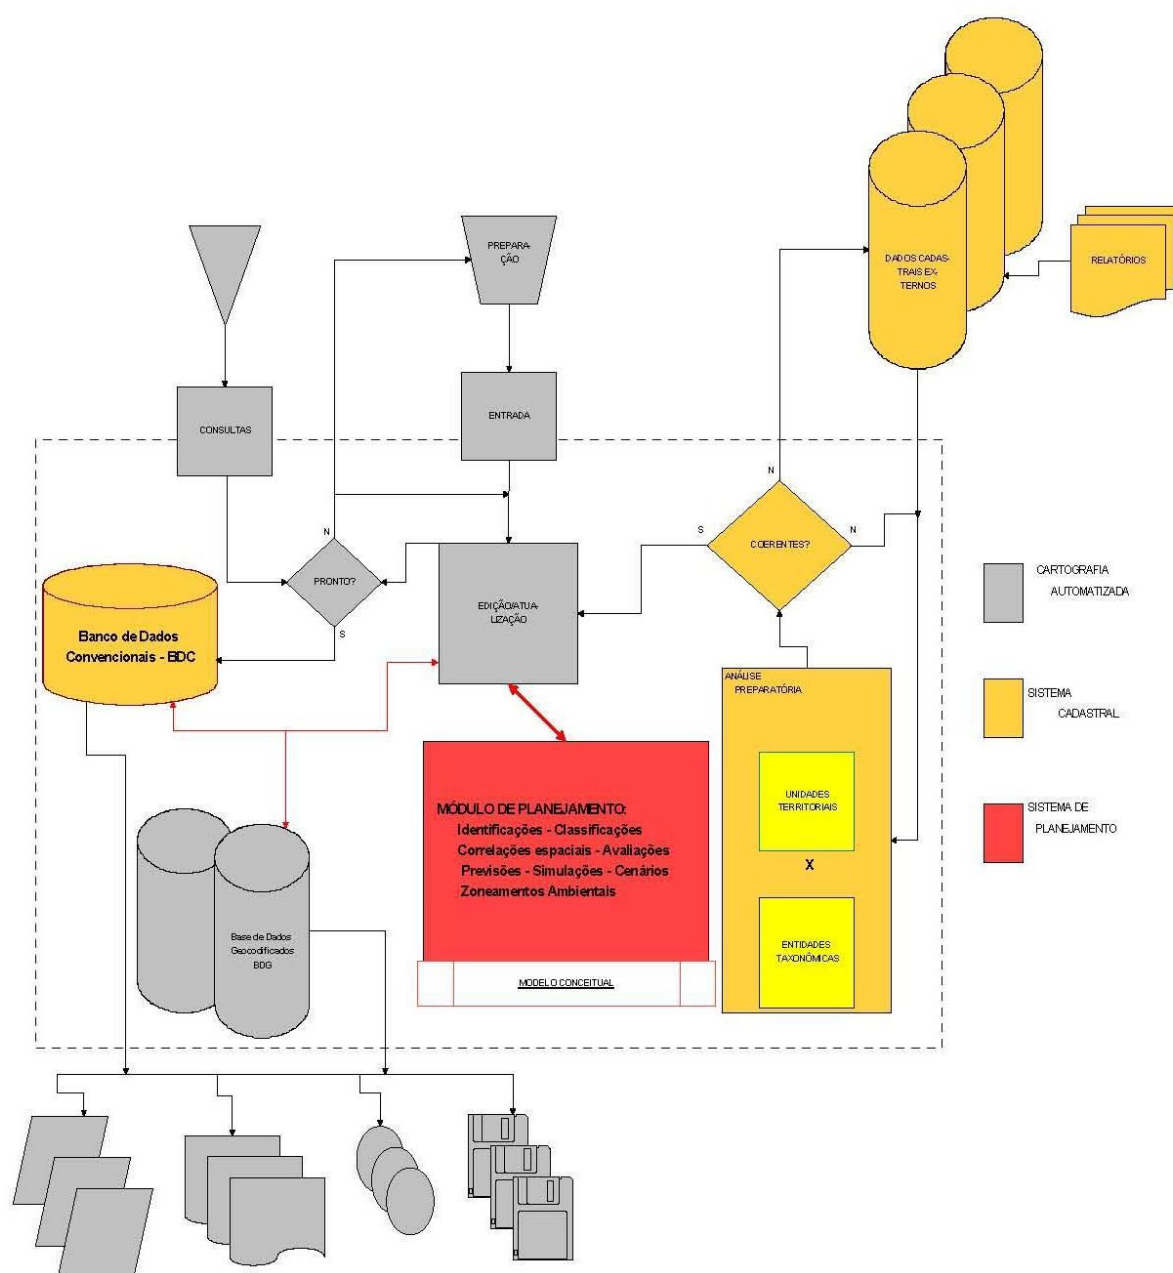 PREPARA-
ÇÃO
DADOS CADAS-
TRAIS EX-
TERNOS
RELATÓRIOS
CONSULTAS
ENTRADA
N
S
N
COERENTES?
N
PRONTO?
S
EDIÇÃO/ATUA-
LIZAÇÃO
Banco de Dados
Convencionais - BDC
CARTOGRAFIA
AUTOMATIZADA
SISTEMA
CADASTRAL
SISTEMA DE
PLANEJAMENTO
ANÁLISE
PREPARATÓRIA
UNIDADES
TERRITORIAIS
X
ENTIDADES
TAXONÔMICAS
MÓDULO DE PLANEJAMENTO:
Identificações - Classificações
Correlações espaciais - Avaliações
Previsões - Simulações - Cenários
Zoneamentos Ambientais
MODELO CONCEITUAL
Base de Dados
Geocodificados
BDG